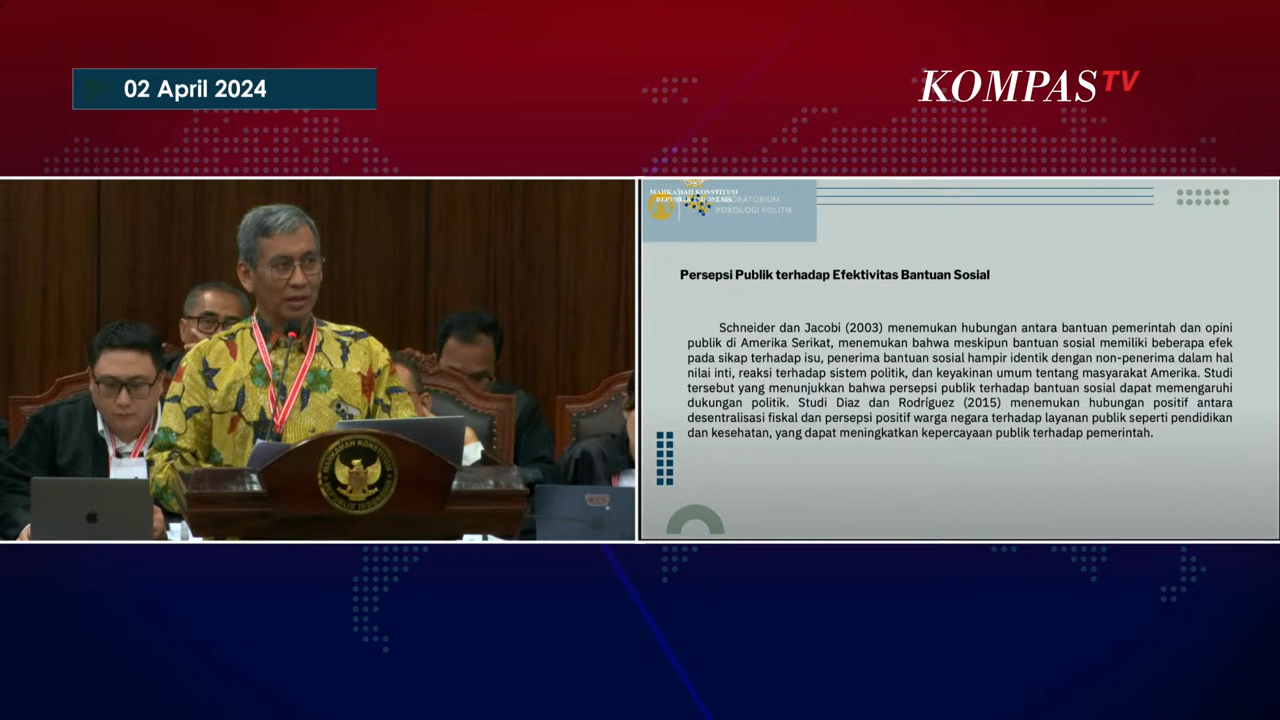 02 April 2024
KOMPAS TV
MAHKAMAH KONSTITUSI
REPUBLIK INDONESIA
PSIKOLOGI POLITIK
Persepsi Publik terhadap Efektivitas Bantuan Sosial
Schneider dan Jacobi (2003) menemukan hubungan antara bantuan pemerintah dan opini
publik di Amerika Serikat, menemukan bahwa meskipun bantuan sosial memiliki beberapa efek
pada sikap terhadap isu, penerima bantuan sosial hampir identik dengan non-penerima dalam hal
nilai inti, reaksi terhadap sistem politik, dan keyakinan umum tentang masyarakat Amerika. Studi
tersebut yang menunjukkan bahwa persepsi publik terhadap bantuan sosial dapat memengaruhi
dukungan politik. Studi Diaz dan Rodríguez (2015) menemukan hubungan positif antara
desentralisasi fiskal dan persepsi positif warga negara terhadap layanan publik seperti pendidikan
dan kesehatan, yang dapat meningkatkan kepercayaan publik terhadap pemerintah.
MAHKAMAH KONSTITUSI
REPUBLIK INDONESIA